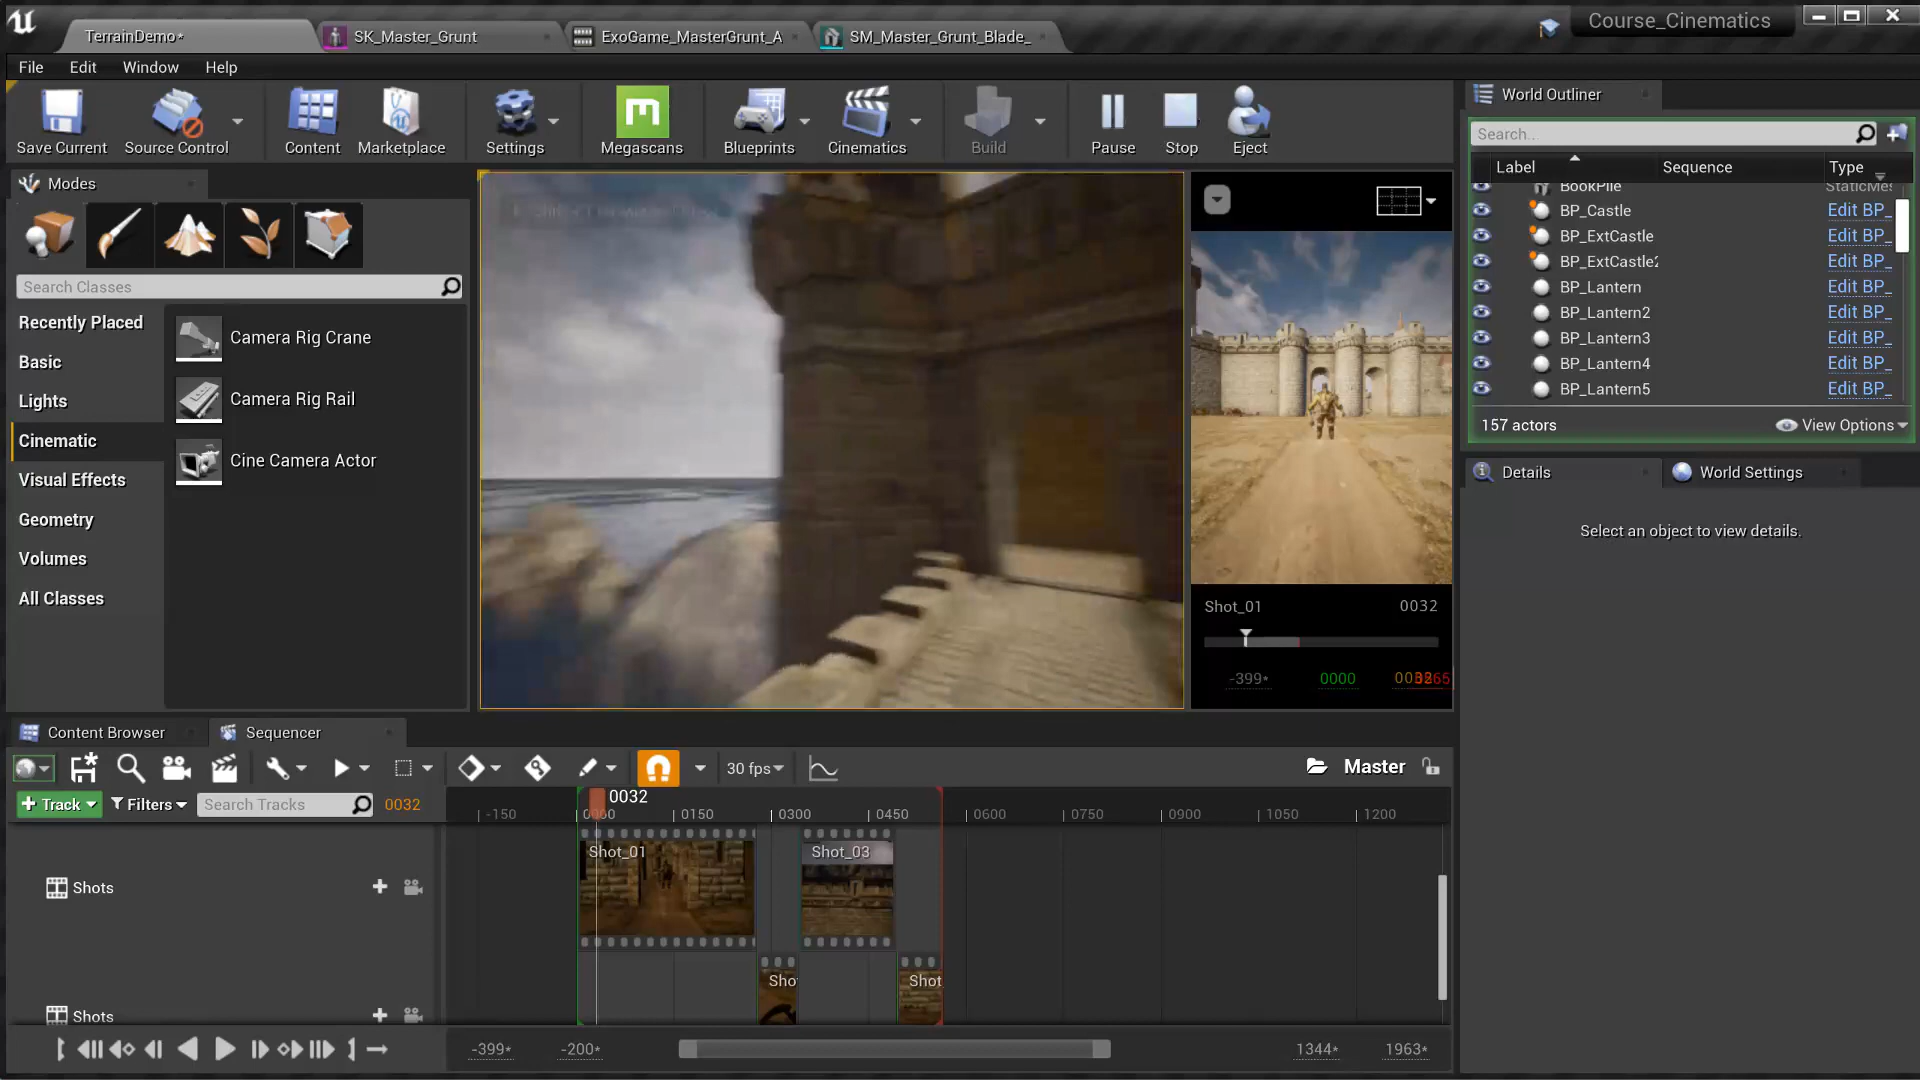 TerrainDemo*
SK_Master_Grunt
ExoGame_MasterGrunt_A
SM_Master_Grunt_Blade_
Course_Cinematics
File Edit Window Help
Save Current
Source Control
Content
Marketplace
Settings
Megascans
Blueprints
Cinematics
Build
Pause
Stop
Eject
World Outliner
Search...
Label Sequence Type
BookPile StaticMes
BP_Castle Edit BP_
BP_ExtCastle Edit BP_
BP_ExtCastle2 Edit BP_
BP_Lantern Edit BP_
BP_Lantern2 Edit BP_
BP_Lantern3 Edit BP_
BP_Lantern4 Edit BP_
BP_Lantern5 Edit BP_
157 actors
View Options
Modes
Search Classes
Recently Placed
Basic
Lights
Cinematic
Visual Effects
Geometry
Volumes
All Classes
Camera Rig Crane
Camera Rig Rail
Cine Camera Actor
Shot_01 0032
-399* 0000
Details
World Settings
Select an object to view details.
Content Browser
Sequencer
30 fps
Master
+ Track
Filters
Search Tracks
0032
0032
-150 0000 0150 0300 0450 0600 0750 0900 1050 1200
Shot_01
Shot_03
Shots
Sho
Shot
Shots
-399* -200* 1344* 1963*